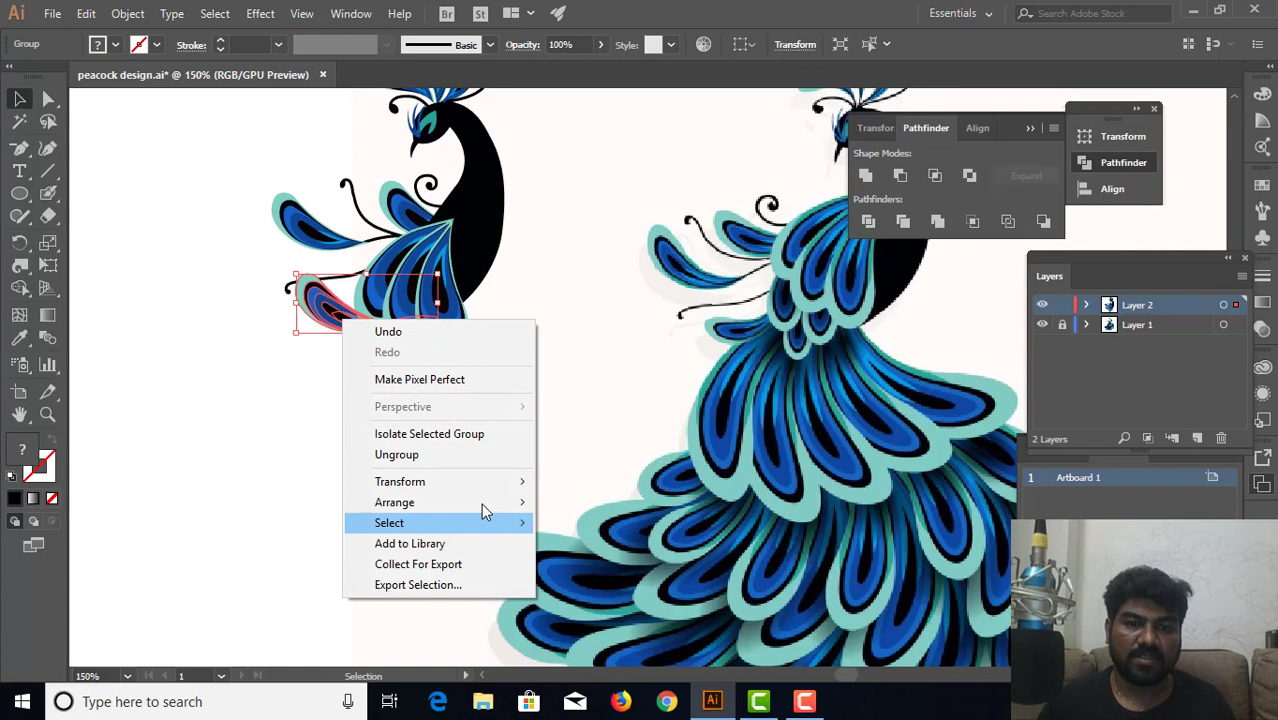 Ai File Edit Object Type Select Effect View Window Help Br St Essentials Search Adobe Stock
Group ? Stroke: Basic Opacity: 100% Style: Transform
peacock design.ai* @ 150% (RGB/GPU Preview)
Transfor Pathfinder Align
Shape Modes:
Expand
Pathfinders:
Transform
Pathfinder
Align
Layers
Layer 2
Layer 1
2 Layers
1 Artboard 1
Undo
Redo
Make Pixel Perfect
Perspective
Isolate Selected Group
Ungroup
Transform
Arrange
Select
Add to Library
Collect For Export
Export Selection...
?
150% 1 Selection
Type here to search
Ai